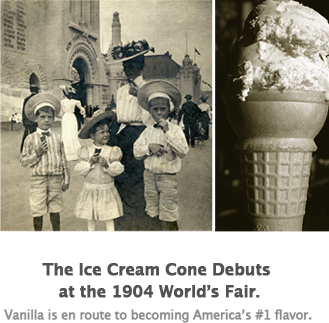 The Ice Cream Cone Debuts
at the 1904 World's Fair.
Vanilla is en route to becoming America's #1 flavor.